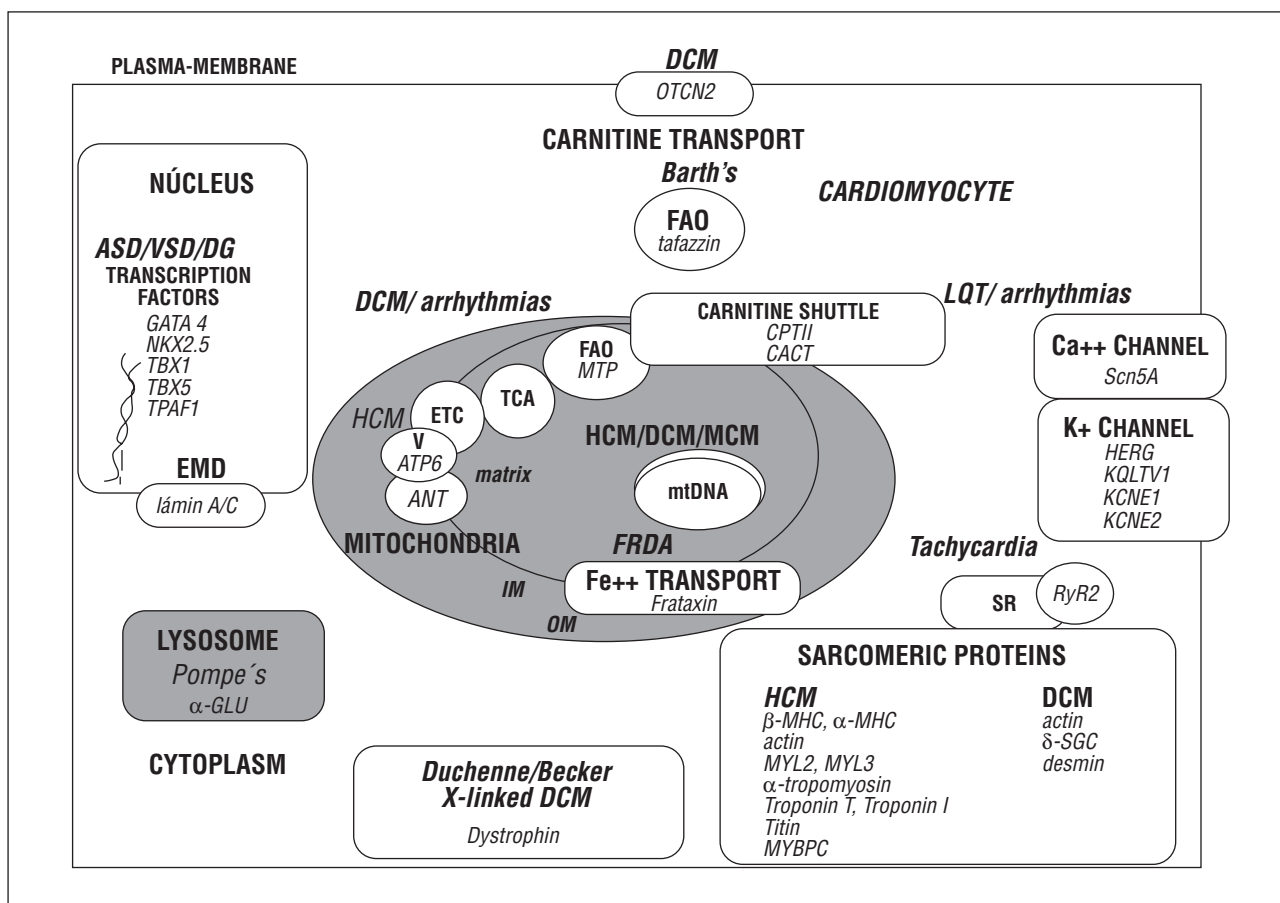 PLASMA-MEMBRANE
DCM
OTCN2
CARNITINE TRANSPORT
Barth's
FAO
tafazzin
CARDIOMYOCYTE
NÚCLEUS
ASD/VSD/DG
TRANSCRIPTION
FACTORS
GATA 4
NKX2.5
TBX1
TBX5
TPAF1
EMD
lámin A/C
DCM/ arrhythmias
CARNITINE SHUTTLE
CPTII
CACT
FAO
MTP
TCA
ETC
HCM
V
ATP6
ANT
matrix
HCM/DCM/MCM
mtDNA
MITOCHONDRIA
FRDA
Fe++ TRANSPORT
Frataxin
IM
OM
LQT/ arrhythmias
Ca++ CHANNEL
Scn5A
K+ CHANNEL
HERG
KQLTV1
KCNE1
KCNE2
Tachycardia
SR
RyR2
LYSOSOME
Pompe´s
α-GLU
CYTOPLASM
Duchenne/Becker
X-linked DCM
Dystrophin
SARCOMERIC PROTEINS
HCM
β-MHC, α-MHC
actin
MYL2, MYL3
α-tropomyosin
Troponin T, Troponin I
Titin
MYBPC
DCM
actin
δ-SGC
desmin